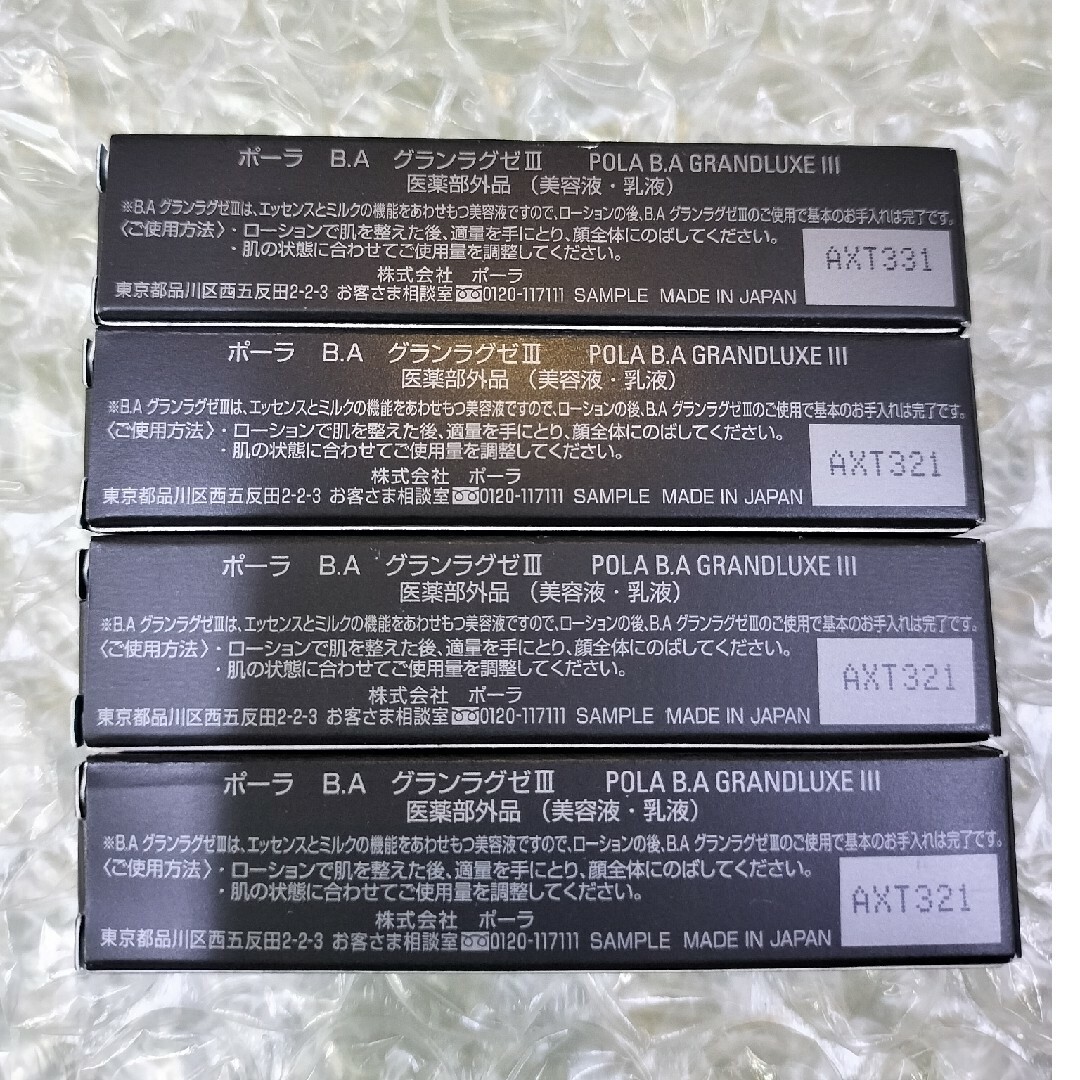 ポーラ B.A グランラグゼⅢ POLA B.A GRANDLUXE III
医薬部外品 (美容液・乳液)
※B.A グランラグゼⅢは、エッセンスとミルクの機能をあわせもつ美容液ですので、ローションの後、B.A グランラグゼⅢのご使用で基本のお手入れは完了です。
〈ご使用方法〉・ローションで肌を整えた後、適量を手にとり、顔全体にのばしてください。
・肌の状態に合わせてご使用量を調整してください。
AXT331
株式会社 ポーラ
東京都品川区西五反田2-2-3 お客さま相談室 0120-117111 SAMPLE MADE IN JAPAN
ポーラ B.A グランラグゼⅢ POLA B.A GRANDLUXE III
医薬部外品 (美容液・乳液)
※B.A グランラグゼⅢは、エッセンスとミルクの機能をあわせもつ美容液ですので、ローションの後、B.A グランラグゼⅢのご使用で基本のお手入れは完了です。
〈ご使用方法〉・ローションで肌を整えた後、適量を手にとり、顔全体にのばしてください。
・肌の状態に合わせてご使用量を調整してください。
AXT321
株式会社 ポーラ
東京都品川区西五反田2-2-3 お客さま相談室 0120-117111 SAMPLE MADE IN JAPAN
ポーラ B.A グランラグゼⅢ POLA B.A GRANDLUXE III
医薬部外品 (美容液・乳液)
※B.A グランラグゼⅢは、エッセンスとミルクの機能をあわせもつ美容液ですので、ローションの後、B.A グランラグゼⅢのご使用で基本のお手入れは完了です。
〈ご使用方法〉・ローションで肌を整えた後、適量を手にとり、顔全体にのばしてください。
・肌の状態に合わせてご使用量を調整してください。
AXT321
株式会社 ポーラ
東京都品川区西五反田2-2-3 お客さま相談室 0120-117111 SAMPLE MADE IN JAPAN
ポーラ B.A グランラグゼⅢ POLA B.A GRANDLUXE III
医薬部外品 (美容液・乳液)
※B.A グランラグゼⅢは、エッセンスとミルクの機能をあわせもつ美容液ですので、ローションの後、B.A グランラグゼⅢのご使用で基本のお手入れは完了です。
〈ご使用方法〉・ローションで肌を整えた後、適量を手にとり、顔全体にのばしてください。
・肌の状態に合わせてご使用量を調整してください。
AXT321
株式会社 ポーラ
東京都品川区西五反田2-2-3 お客さま相談室 0120-117111 SAMPLE MADE IN JAPAN